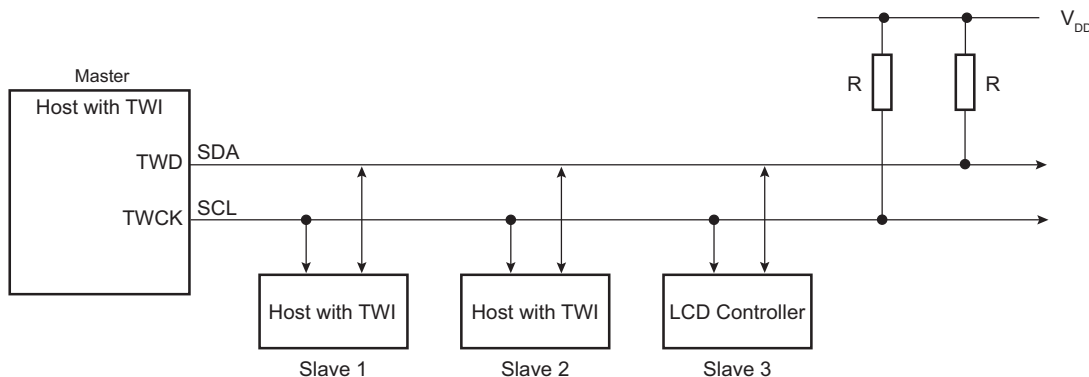 V_DD
Master
Host with TWI
R
R
TWD
SDA
TWCK
SCL
Host with TWI
Host with TWI
LCD Controller
Slave 1
Slave 2
Slave 3